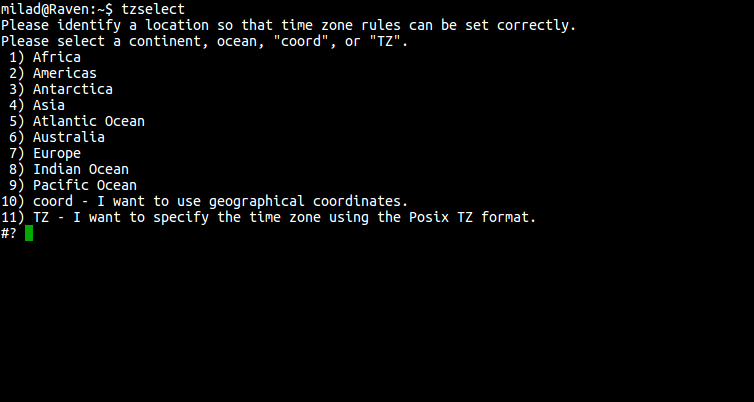 milad@Raven:~$ tzselect
Please identify a location so that time zone rules can be set correctly.
Please select a continent, ocean, "coord", or "TZ".
 1) Africa
 2) Americas
 3) Antarctica
 4) Asia
 5) Atlantic Ocean
 6) Australia
 7) Europe
 8) Indian Ocean
 9) Pacific Ocean
10) coord - I want to use geographical coordinates.
11) TZ - I want to specify the time zone using the Posix TZ format.
#?